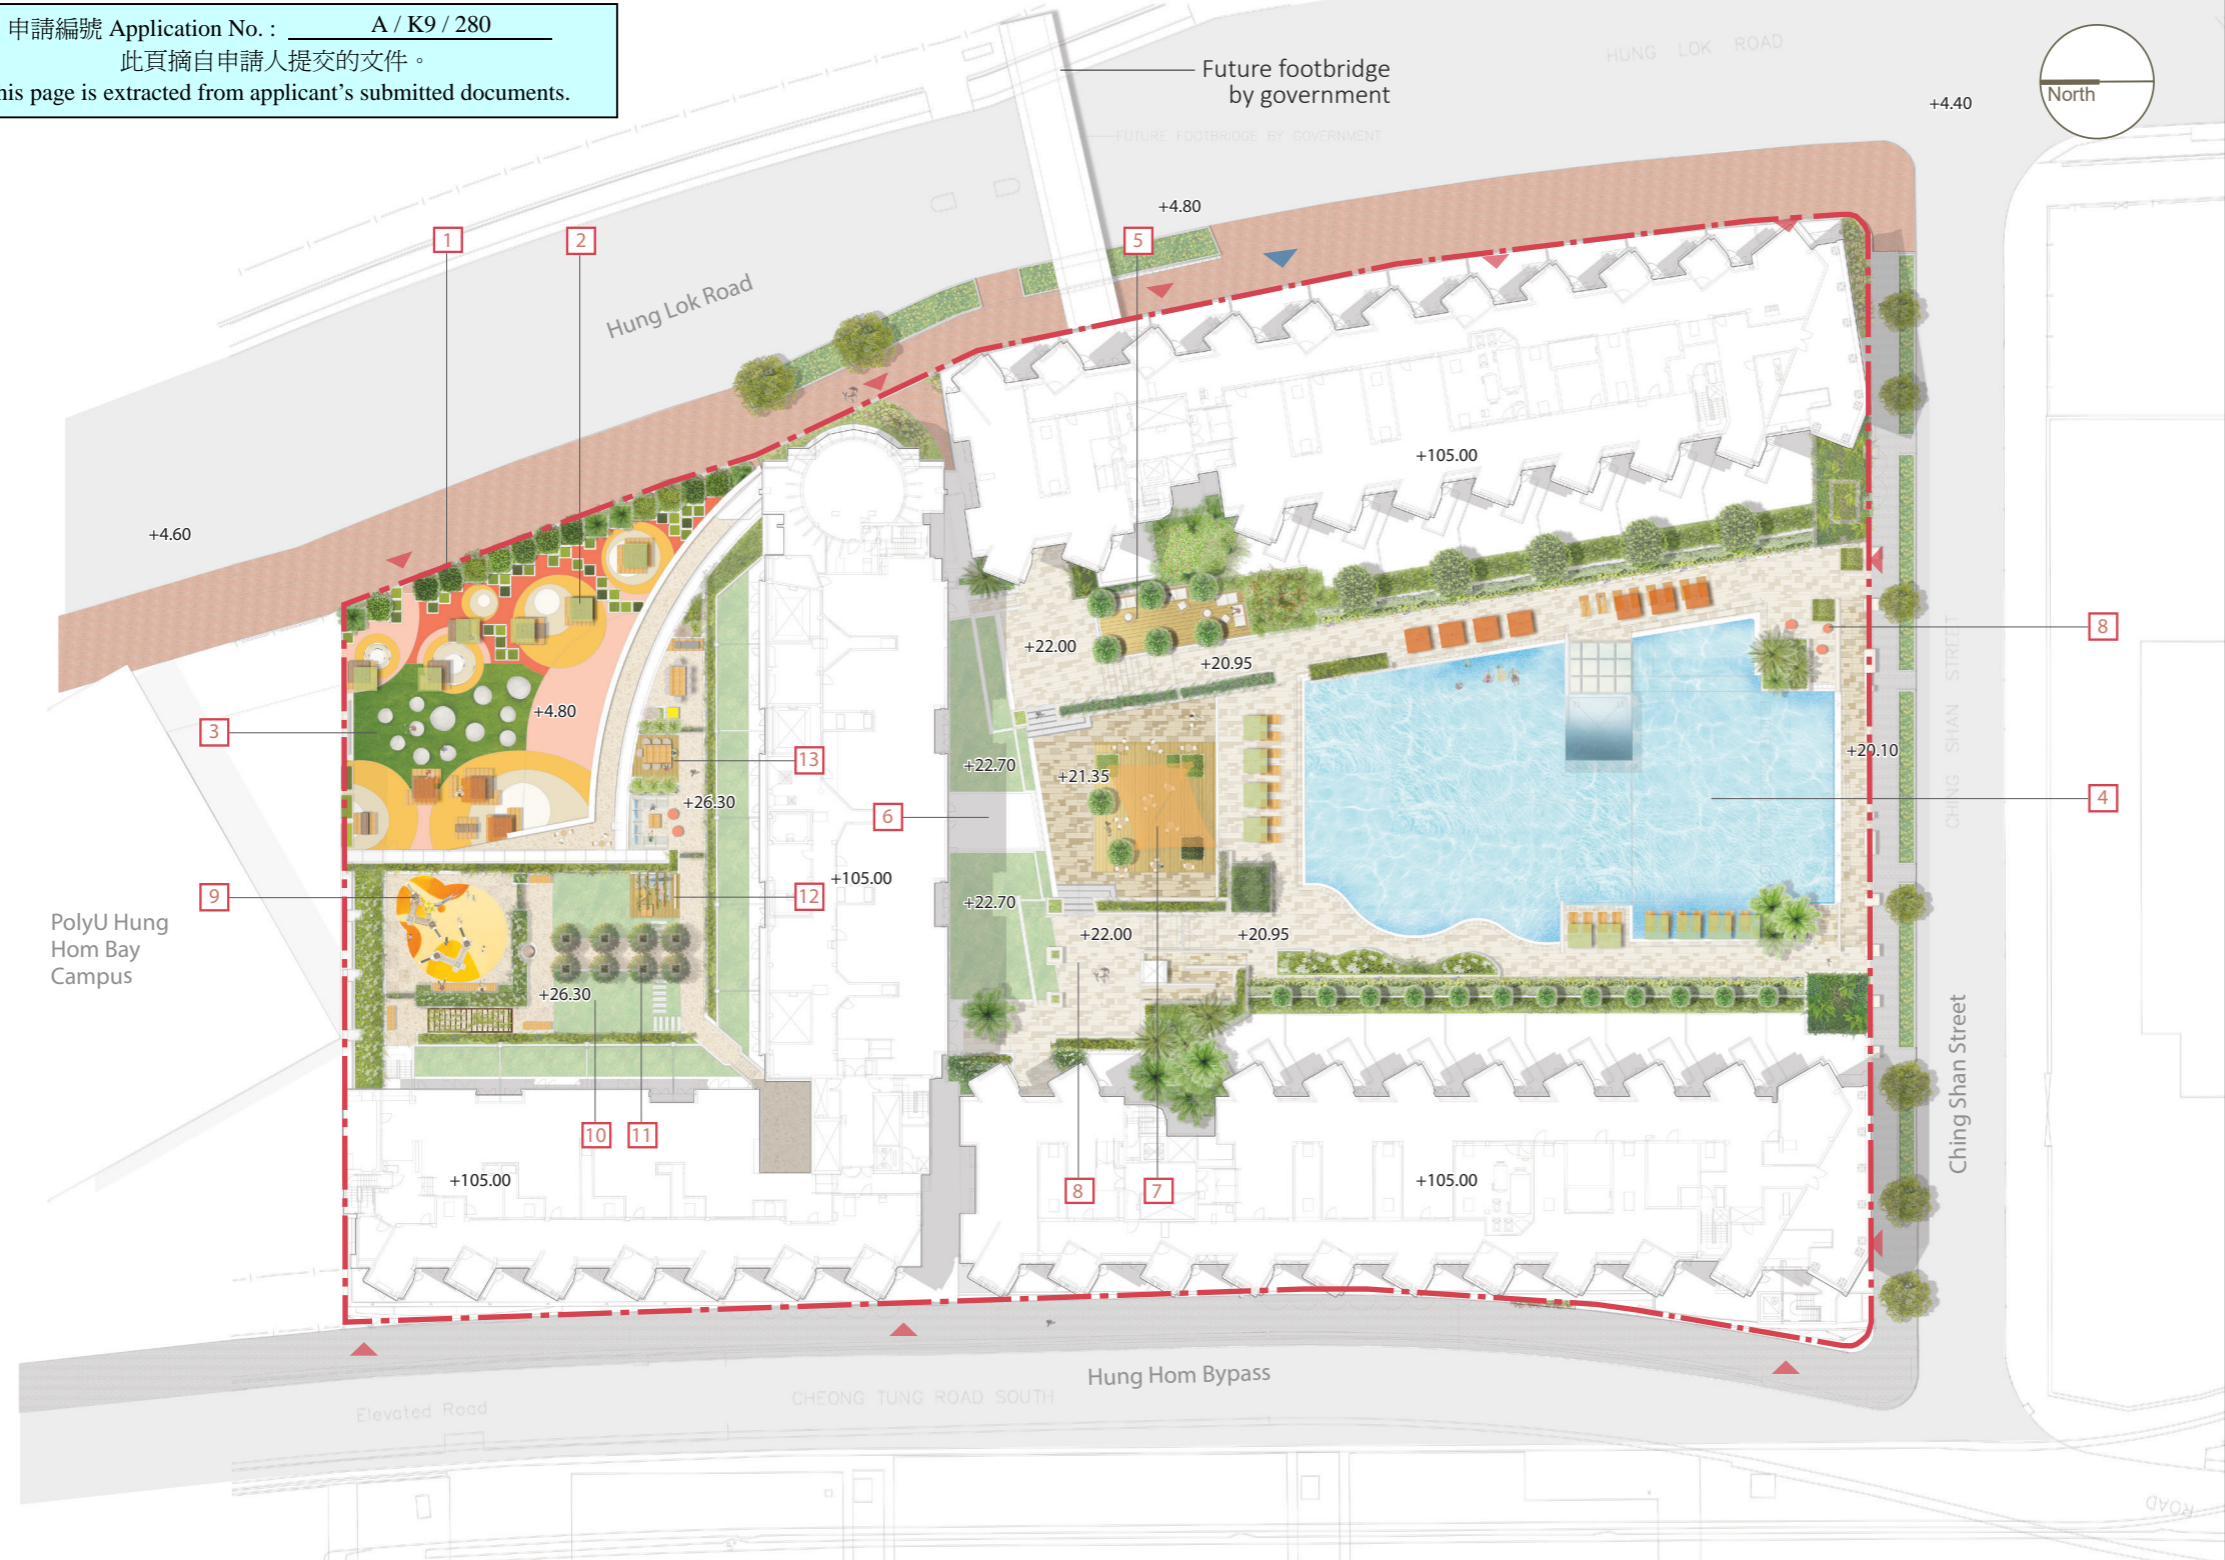 申請編號 Application No. : A / K9 / 280
此頁摘自申請人提交的文件。
his page is extracted from applicant's submitted documents.
Future footbridge
by government
FUTURE FOOTBRIDGE BY GOVERNMENT
HUNG LOK ROAD
North
+4.40
+4.80
1
2
5
Hung Lok Road
+4.60
+105.00
+22.00
+20.95
8
3
+4.80
13
+26.30
+22.70
+21.35
6
+20.10
4
CHING SHAN STREET
9
PolyU Hung
Hom Bay
Campus
12
+105.00
+22.70
+22.00
+20.95
+26.30
10
11
+105.00
8
7
+105.00
Ching Shan Street
Hung Hom Bypass
CHEONG TUNG ROAD SOUTH
Elevated Road
ROAD